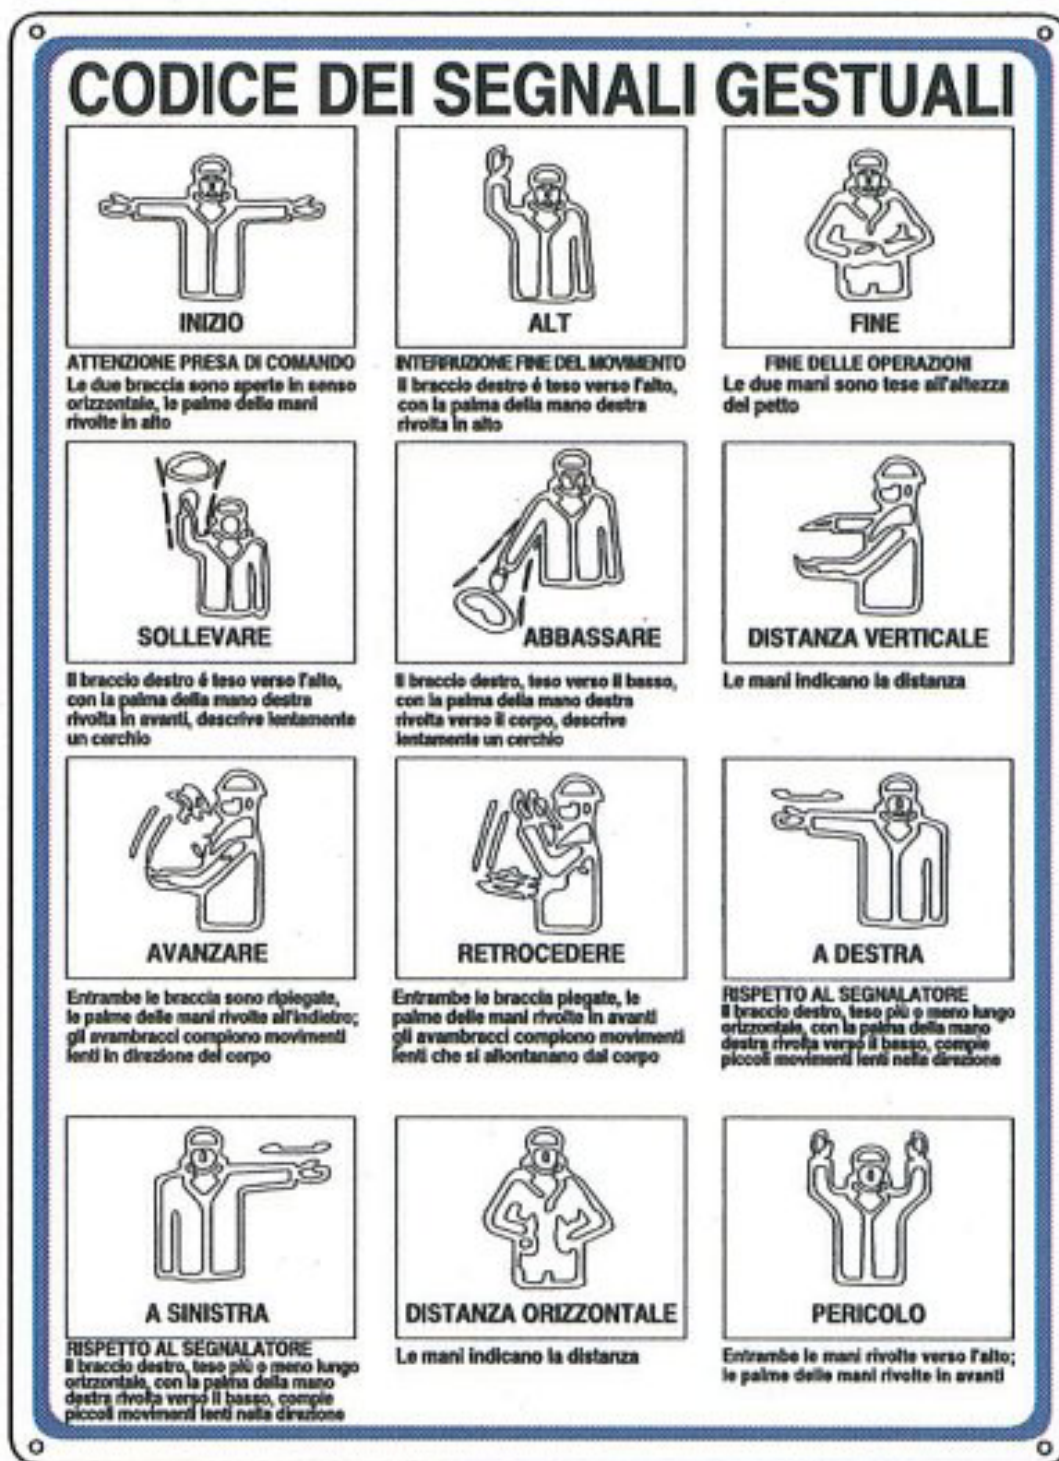 CODICE DEI SEGNALI GESTUALI
INIZIO
ATTENZIONE PRESA DI COMANDO
Le due braccia sono aperte in senso
orizzontale, le palme delle mani
rivolte in alto
ALT
INTERRUZIONE FINE DEL MOVIMENTO
Il braccio destro é teso verso l'alto,
con la palma della mano destra
rivolta in alto
FINE
FINE DELLE OPERAZIONI
Le due mani sono tese all'altezza
del petto
SOLLEVARE
Il braccio destro é teso verso l'alto,
con la palma della mano destra
rivolta in avanti, descrive lentamente
un cerchio
ABBASSARE
Il braccio destro, teso verso il basso,
con la palma della mano destra
rivolta verso il corpo, descrive
lentamente un cerchio
DISTANZA VERTICALE
Le mani indicano la distanza
AVANZARE
Entrambe le braccia sono ripiegate,
le palme delle mani rivolte all'indietro;
gli avambracci compiono movimenti
lenti in direzione del corpo
RETROCEDERE
Entrambe le braccia piegate, le
palme delle mani rivolte in avanti
gli avambracci compiono movimenti
lenti che si allontanano dal corpo
A DESTRA
RISPETTO AL SEGNALATORE
Il braccio destro, teso più o meno lungo
orizzontale, con la palma della mano
destra rivolta verso il basso, compie
piccoli movimenti lenti nella direzione
A SINISTRA
RISPETTO AL SEGNALATORE
Il braccio destro, teso più o meno lungo
orizzontale, con la palma della mano
destra rivolta verso il basso, compie
piccoli movimenti lenti nella direzione
DISTANZA ORIZZONTALE
Le mani indicano la distanza
PERICOLO
Entrambe le mani rivolte verso l'alto;
le palme delle mani rivolte in avanti